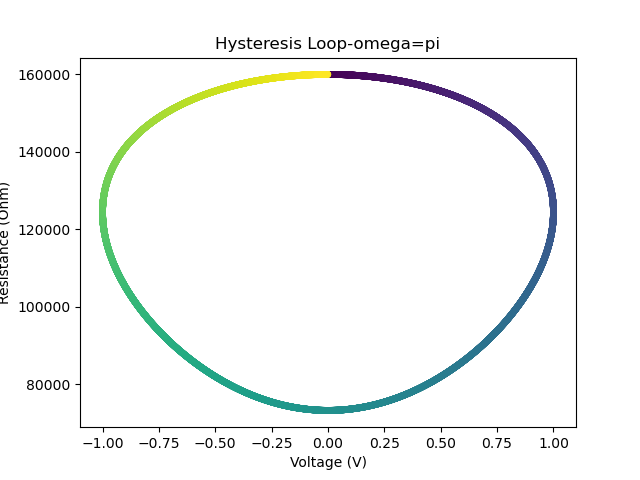 Hysteresis Loop-omega=pi
Resistance (Ohm)
160000
140000
120000
100000
80000
−1.00 −0.75 −0.50 −0.25 0.00 0.25 0.50 0.75 1.00
Voltage (V)